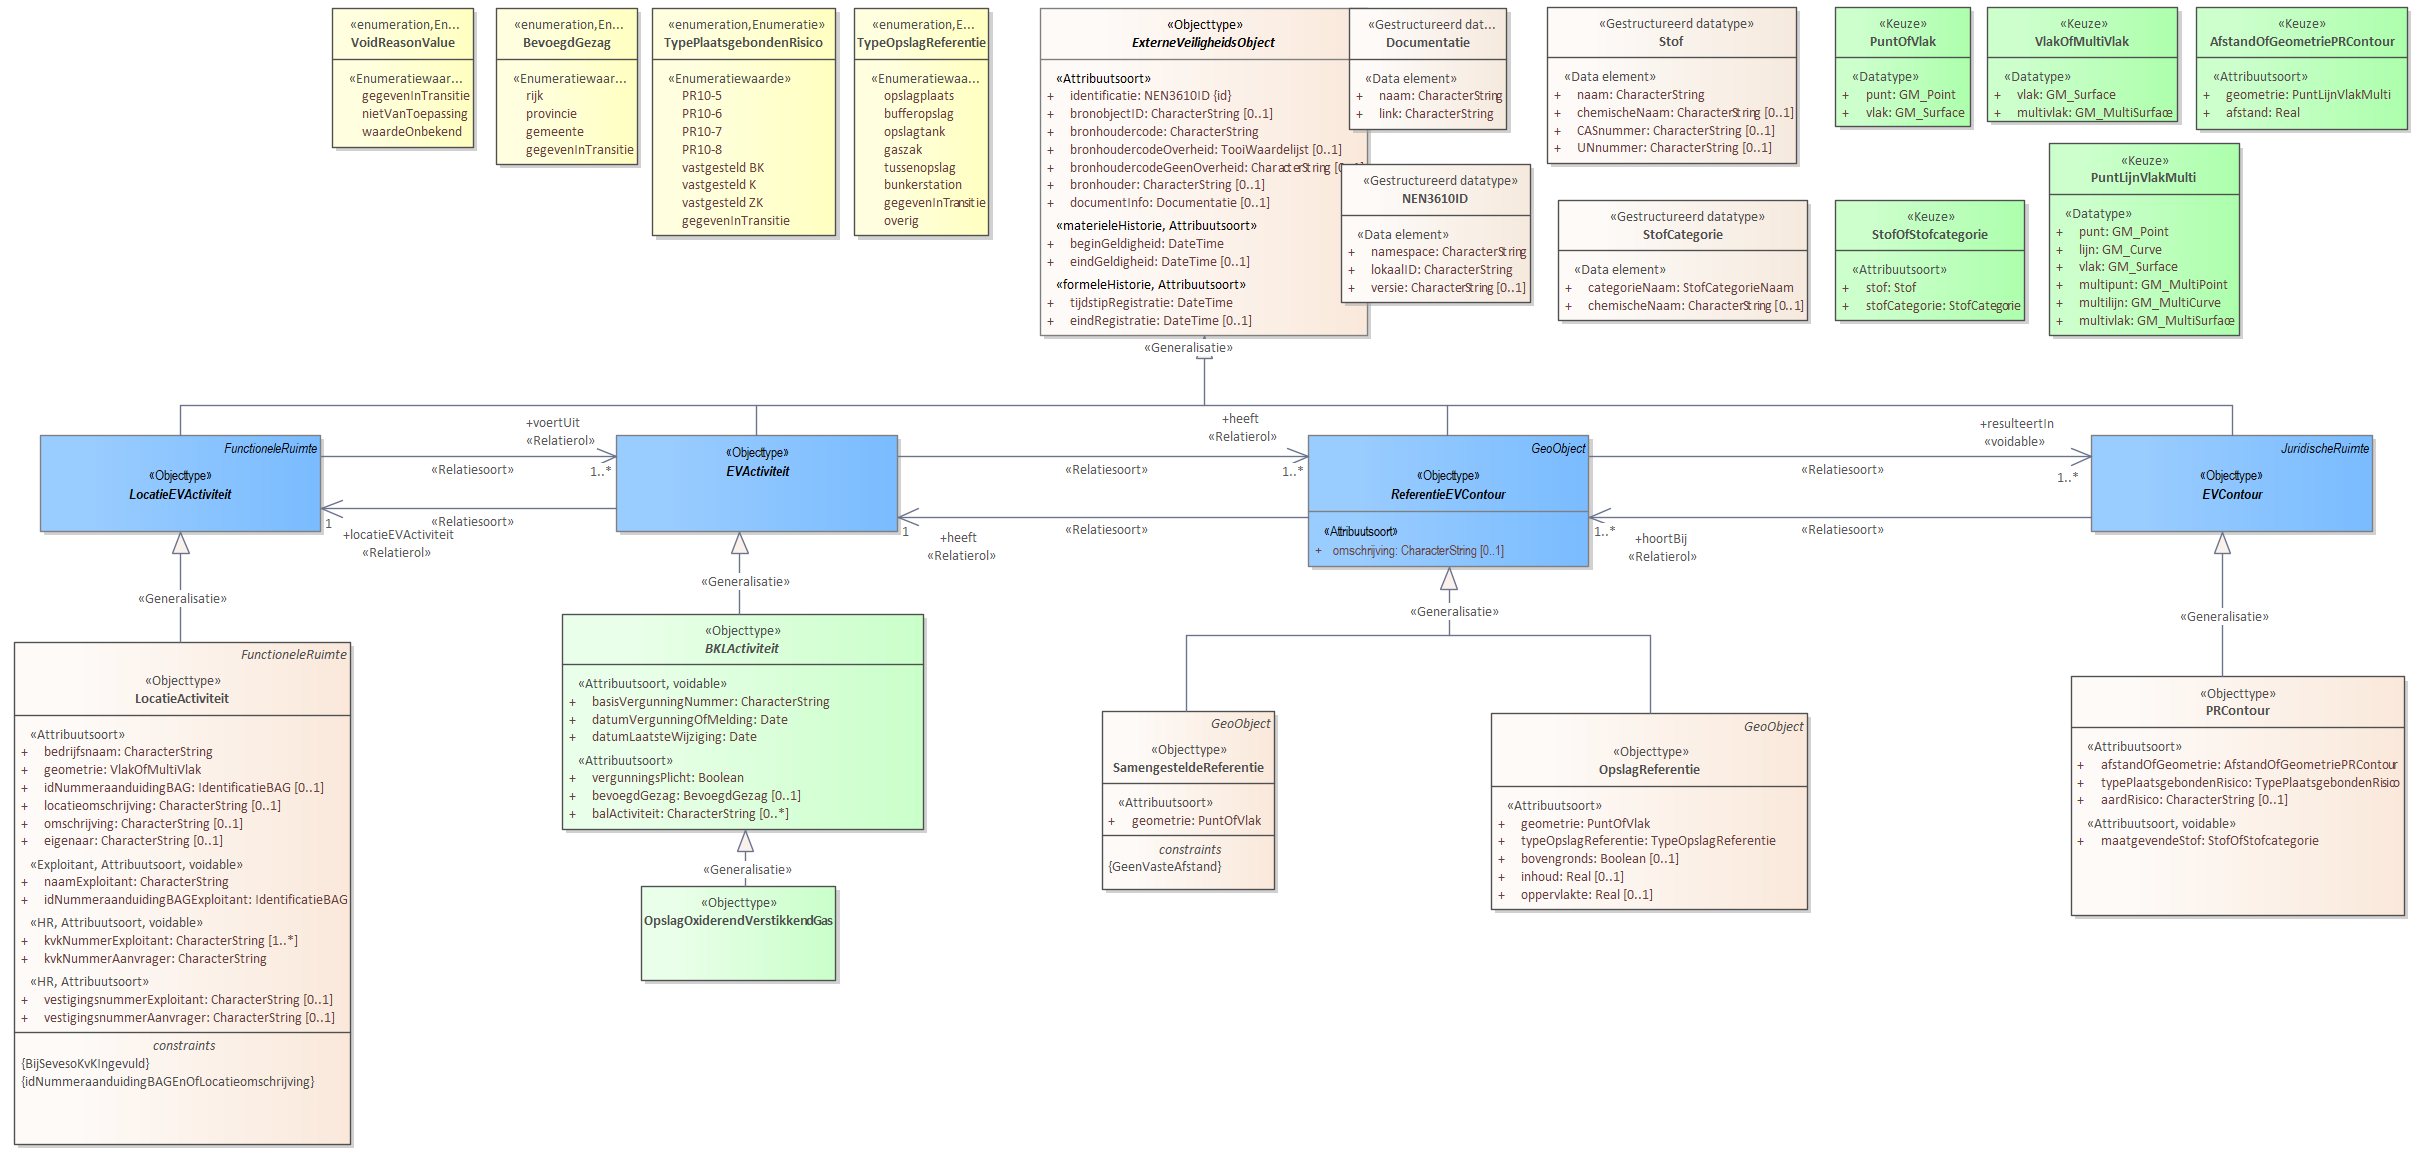 «enumeration,En...
VoidReasonValue
«Enumeratiewaar...
gegevenInTransitie
nietVanToepassing
waardeOnbekend
«enumeration,En...
BevoegdGezag
«Enumeratiewaar...
rijk
provincie
gemeente
gegevenInTransitie
«enumeration,Enumeratie»
TypePlaatsgebondenRisico
«Enumeratiewaarde»
PR10-5
PR10-6
PR10-7
PR10-8
vastgesteld BK
vastgesteld K
vastgesteld ZK
gegevenInTransitie
«enumeration,E...
TypeOpslagReferentie
«Enumeratiewaa...
opslagplaats
bufferopslag
opslagtank
gaszak
tussenopslag
bunkerstation
gegevenInTransitie
overig
«Objecttype»
ExterneVeiligheidsObject
«Attribuutsoort»
+ identificatie: NEN3610ID {id}
+ bronobjectID: CharacterString [0..1]
+ bronhoudercode: CharacterString
+ bronhoudercodeOverheid: TooiWaardelijst [0..1]
+ bronhoudercodeGeenOverheid: CharacterString [0..1]
+ bronhouder: CharacterString [0..1]
+ documentInfo: Documentatie [0..1]
«materieleHistorie, Attribuutsoort»
+ beginGeldigheid: DateTime
+ eindGeldigheid: DateTime [0..1]
«formeleHistorie, Attribuutsoort»
+ tijdstipRegistratie: DateTime
+ eindRegistratie: DateTime [0..1]
«Gestructureerd dat...
Documentatie
«Data element»
+ naam: CharacterString
+ link: CharacterString
«Gestructureerd datatype»
NEN3610ID
«Data element»
+ namespace: CharacterString
+ lokaalID: CharacterString
+ versie: CharacterString [0..1]
«Gestructureerd datatype»
Stof
«Data element»
+ naam: CharacterString
+ chemischeNaam: CharacterString [0..1]
+ CASnummer: CharacterString [0..1]
+ UNnummer: CharacterString [0..1]
«Gestructureerd datatype»
StofCategorie
«Data element»
+ categorieNaam: StofCategorieNaam
+ chemischeNaam: CharacterString [0..1]
«Keuze»
PuntOfVlak
«Datatype»
+ punt: GM_Point
+ vlak: GM_Surface
«Keuze»
VlakOfMultiVlak
«Datatype»
+ vlak: GM_Surface
+ multivlak: GM_MultiSurface
«Keuze»
AfstandOfGeometriePRContour
«Attribuutsoort»
+ geometrie: PuntLijnVlakMulti
+ afstand: Real
«Keuze»
StofOfStofcategorie
«Attribuutsoort»
+ stof: Stof
+ stofCategorie: StofCategorie
«Keuze»
PuntLijnVlakMulti
«Datatype»
+ punt: GM_Point
+ lijn: GM_Curve
+ vlak: GM_Surface
+ multipunt: GM_MultiPoint
+ multilijn: GM_MultiCurve
+ multivlak: GM_MultiSurface
«Generalisatie»
FunctioneleRuimte
«Objecttype»
LocatieEVActiviteit
+voertUit
«Relatierol»
«Relatiesoort»
1..*
«Relatiesoort»
1
+locatieEVActiviteit
«Relatierol»
«Objecttype»
EVActiviteit
+heeft
«Relatierol»
«Relatiesoort»
1..*
«Relatiesoort»
1
+heeft
«Relatierol»
GeoObject
«Objecttype»
ReferentieEVContour
«Attribuutsoort»
+ omschrijving: CharacterString [0..1]
+resulteertIn
«voidable»
«Relatiesoort»
1..*
«Relatiesoort»
1..*
+hoortBij
«Relatierol»
JuridischeRuimte
«Objecttype»
EVContour
«Generalisatie»
«Generalisatie»
«Generalisatie»
«Generalisatie»
FunctioneleRuimte
«Objecttype»
LocatieActiviteit
«Attribuutsoort»
+ bedrijfsnaam: CharacterString
+ geometrie: VlakOfMultiVlak
+ idNummeraanduidingBAG: IdentificatieBAG [0..1]
+ locatieomschrijving: CharacterString [0..1]
+ omschrijving: CharacterString [0..1]
+ eigenaar: CharacterString [0..1]
«Exploitant, Attribuutsoort, voidable»
+ naamExploitant: CharacterString
+ idNummeraanduidingBAGExploitant: IdentificatieBAG
«HR, Attribuutsoort, voidable»
+ kvkNummerExploitant: CharacterString [1..*]
+ kvkNummerAanvrager: CharacterString
«HR, Attribuutsoort»
+ vestigingsnummerExploitant: CharacterString [0..1]
+ vestigingsnummerAanvrager: CharacterString [0..1]
constraints
{BijSevesoKvKIngevuld}
{idNummeraanduidingBAGEnOfLocatieomschrijving}
«Objecttype»
BKLActiviteit
«Attribuutsoort, voidable»
+ basisVergunningNummer: CharacterString
+ datumVergunningOfMelding: Date
+ datumLaatsteWijziging: Date
«Attribuutsoort»
+ vergunningsPlicht: Boolean
+ bevoegdGezag: BevoegdGezag [0..1]
+ balActiviteit: CharacterString [0..*]
«Generalisatie»
«Objecttype»
OpslagOxiderendVerstikkendGas
GeoObject
«Objecttype»
SamengesteldeReferentie
«Attribuutsoort»
+ geometrie: PuntOfVlak
constraints
{GeenVasteAfstand}
GeoObject
«Objecttype»
OpslagReferentie
«Attribuutsoort»
+ geometrie: PuntOfVlak
+ typeOpslagReferentie: TypeOpslagReferentie
+ bovengronds: Boolean [0..1]
+ inhoud: Real [0..1]
+ oppervlakte: Real [0..1]
«Objecttype»
PRContour
«Attribuutsoort»
+ afstandOfGeometrie: AfstandOfGeometriePRContour
+ typePlaatsgebondenRisico: TypePlaatsgebondenRisico
+ aardRisico: CharacterString [0..1]
«Attribuutsoort, voidable»
+ maatgevendeStof: StofOfStofcategorie